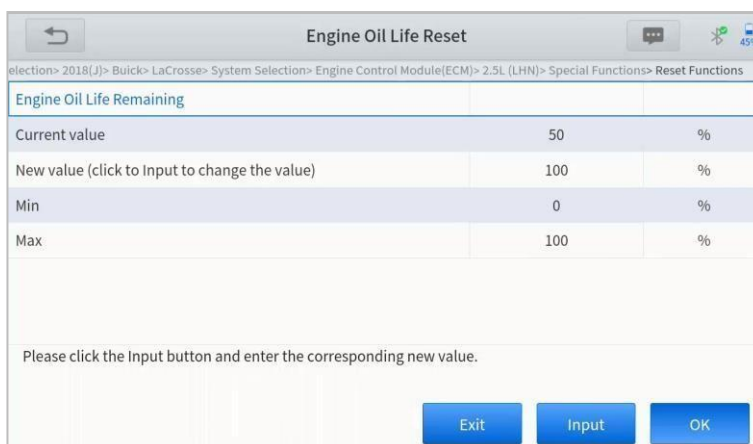 Engine Oil Life Reset
45%
election> 2018(J)> Buick> LaCrosse> System Selection> Engine Control Module(ECM)> 2.5L (LHN)> Special Functions> Reset Functions
Engine Oil Life Remaining
Current value 50 %
New value (click to Input to change the value) 100 %
Min 0 %
Max 100 %
Please click the Input button and enter the corresponding new value.
Exit Input OK